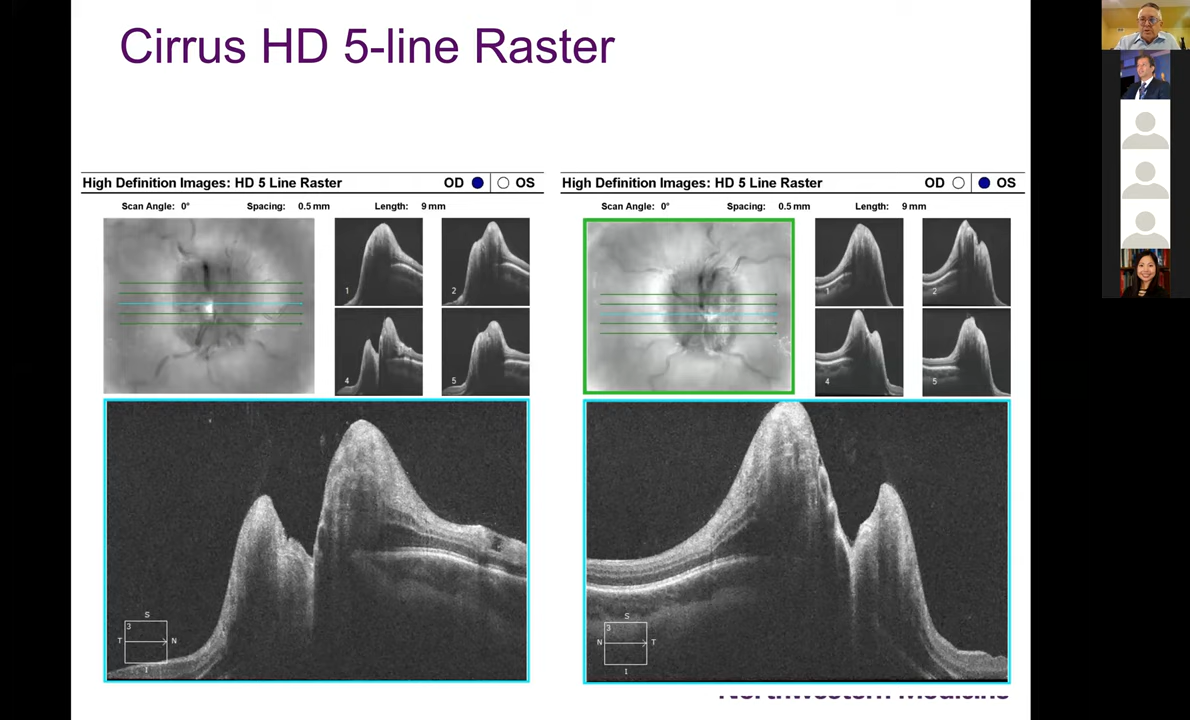 Cirrus HD 5-line Raster
High Definition Images: HD 5 Line Raster OD OS
Scan Angle: 0° Spacing: 0.5 mm Length: 9 mm
1
2
4
5
S
3
T N
I
High Definition Images: HD 5 Line Raster OD OS
Scan Angle: 0° Spacing: 0.5 mm Length: 9 mm
1
2
4
5
S
3
N T
I
Northwestern Medicine